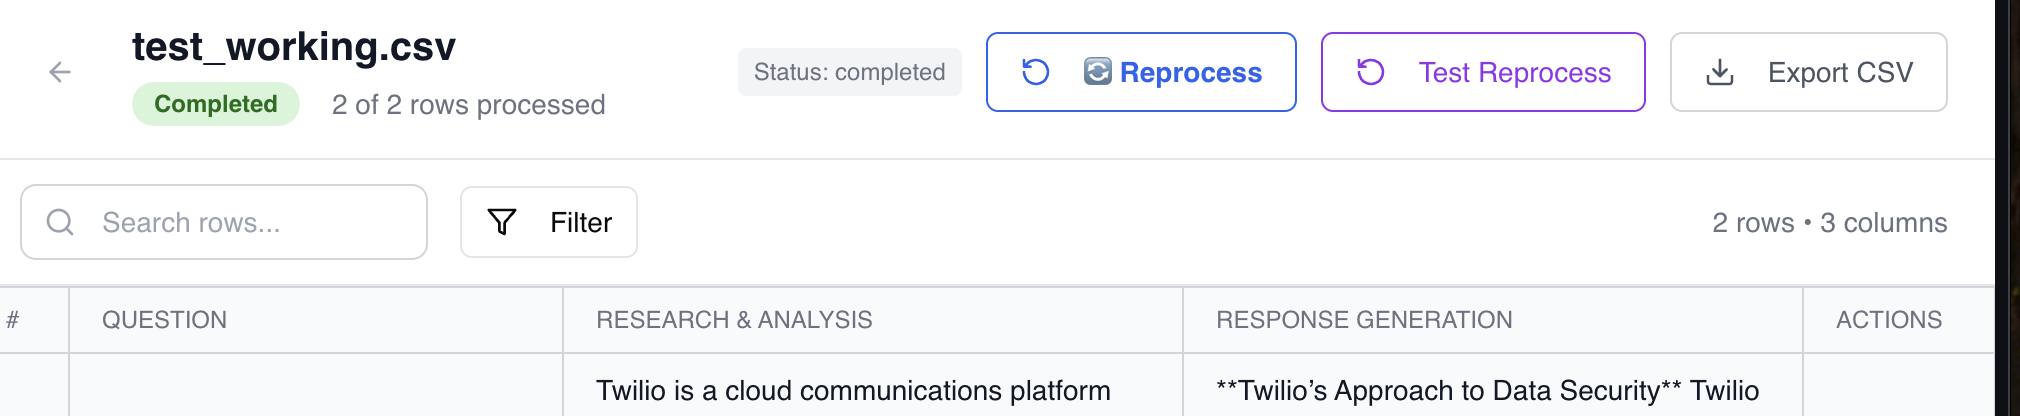 test_working.csv
Completed 2 of 2 rows processed
Status: completed
Reprocess
Test Reprocess
Export CSV
Search rows...
Filter
2 rows • 3 columns
# QUESTION RESEARCH & ANALYSIS RESPONSE GENERATION ACTIONS
Twilio is a cloud communications platform
**Twilio’s Approach to Data Security** Twilio